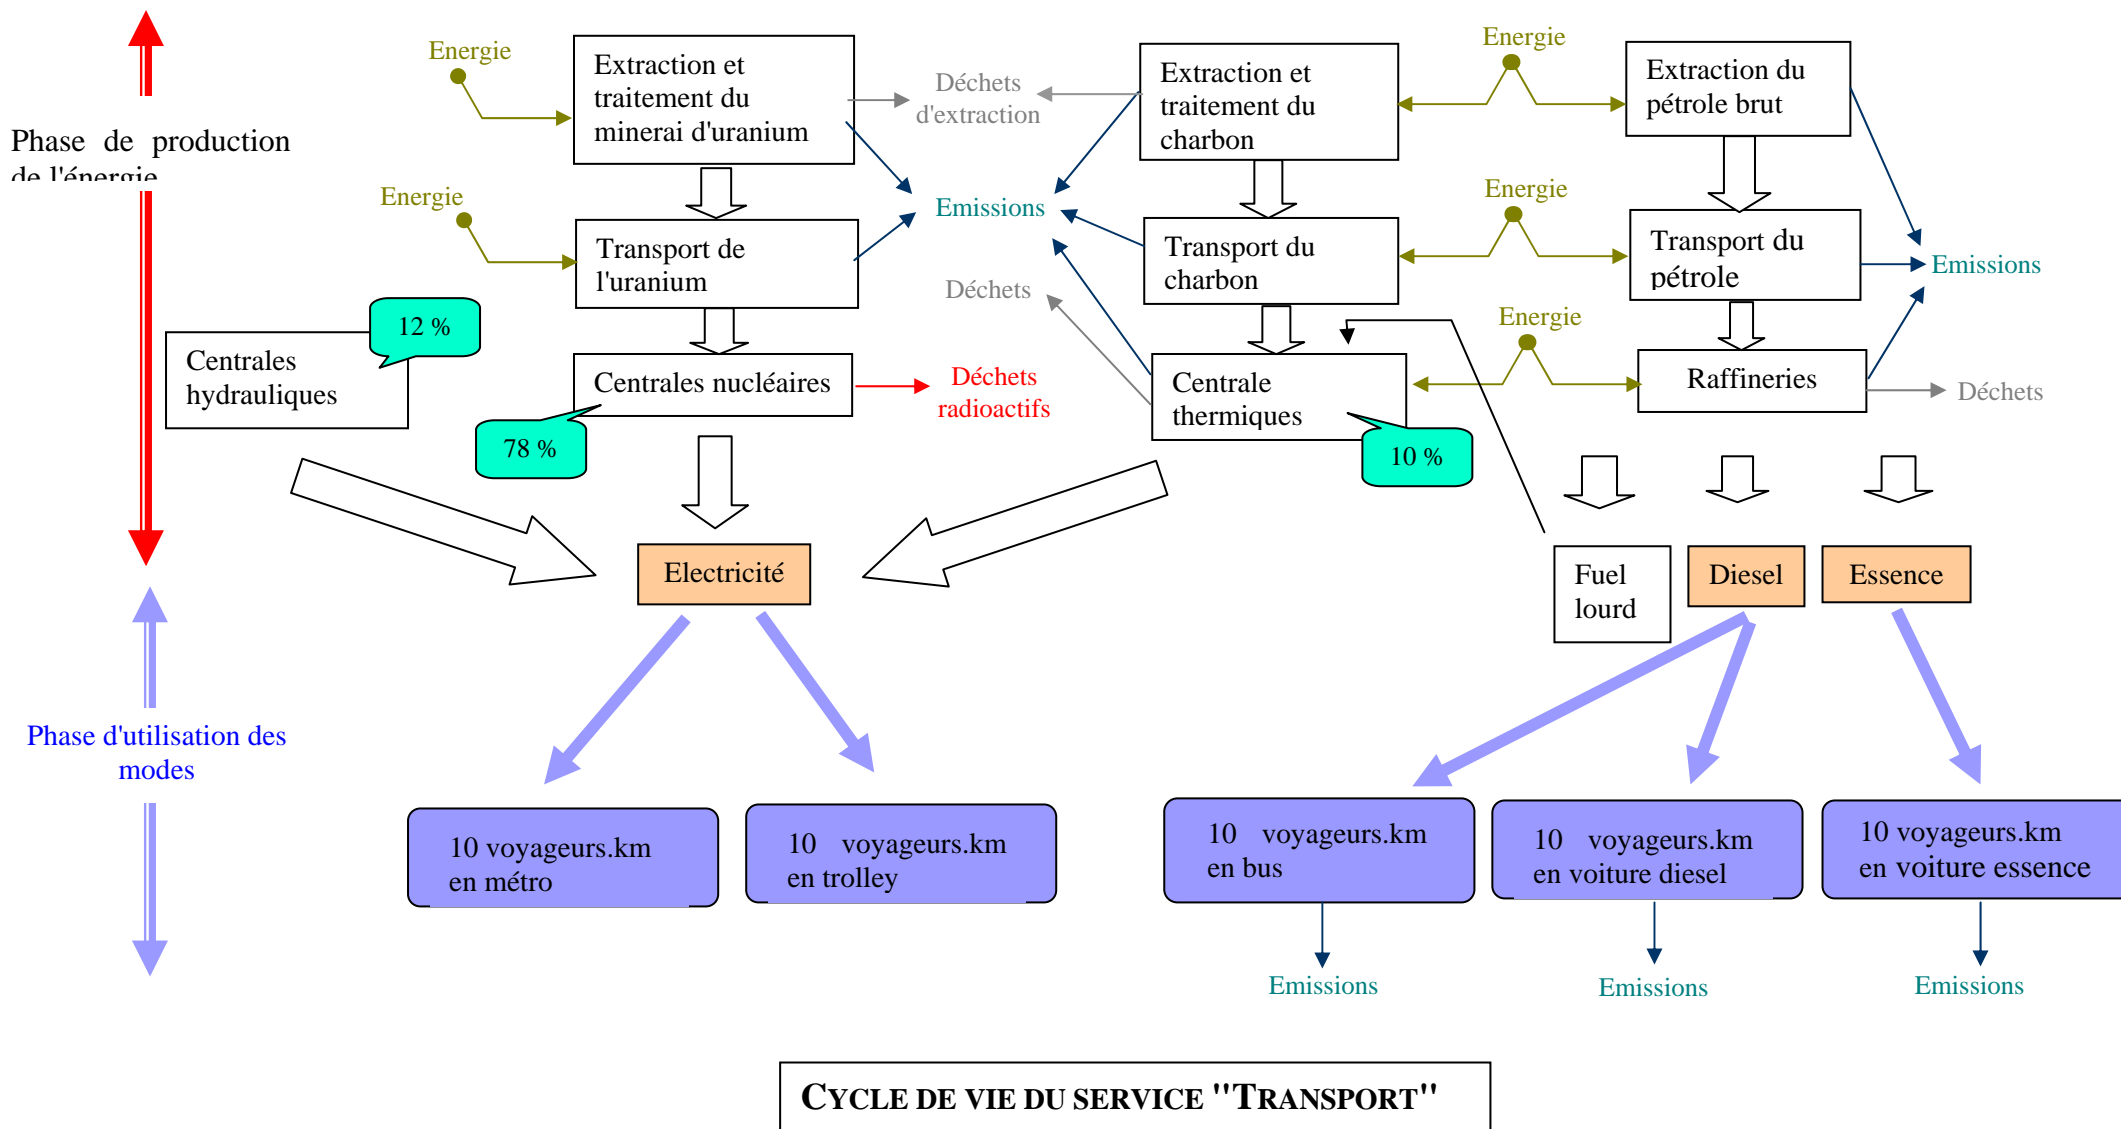 Energie
Extraction et
traitement du
minerai d'uranium
Déchets
d'extraction
Extraction et
traitement du
charbon
Energie
Extraction du
pétrole brut
Phase de production
de l'énergie
Energie
Transport de
l'uranium
Emissions
Transport du
charbon
Energie
Transport du
pétrole
Emissions
Déchets
12 %
Centrales
hydrauliques
Centrales nucléaires
78 %
Déchets
radioactifs
Centrale
thermiques
10 %
Energie
Raffineries
Déchets
Electricité
Fuel
lourd
Diesel
Essence
Phase d'utilisation des
modes
10 voyageurs.km
en métro
10 voyageurs.km
en trolley
10 voyageurs.km
en bus
10 voyageurs.km
en voiture diesel
10 voyageurs.km
en voiture essence
Emissions
Emissions
Emissions
CYCLE DE VIE DU SERVICE "TRANSPORT"